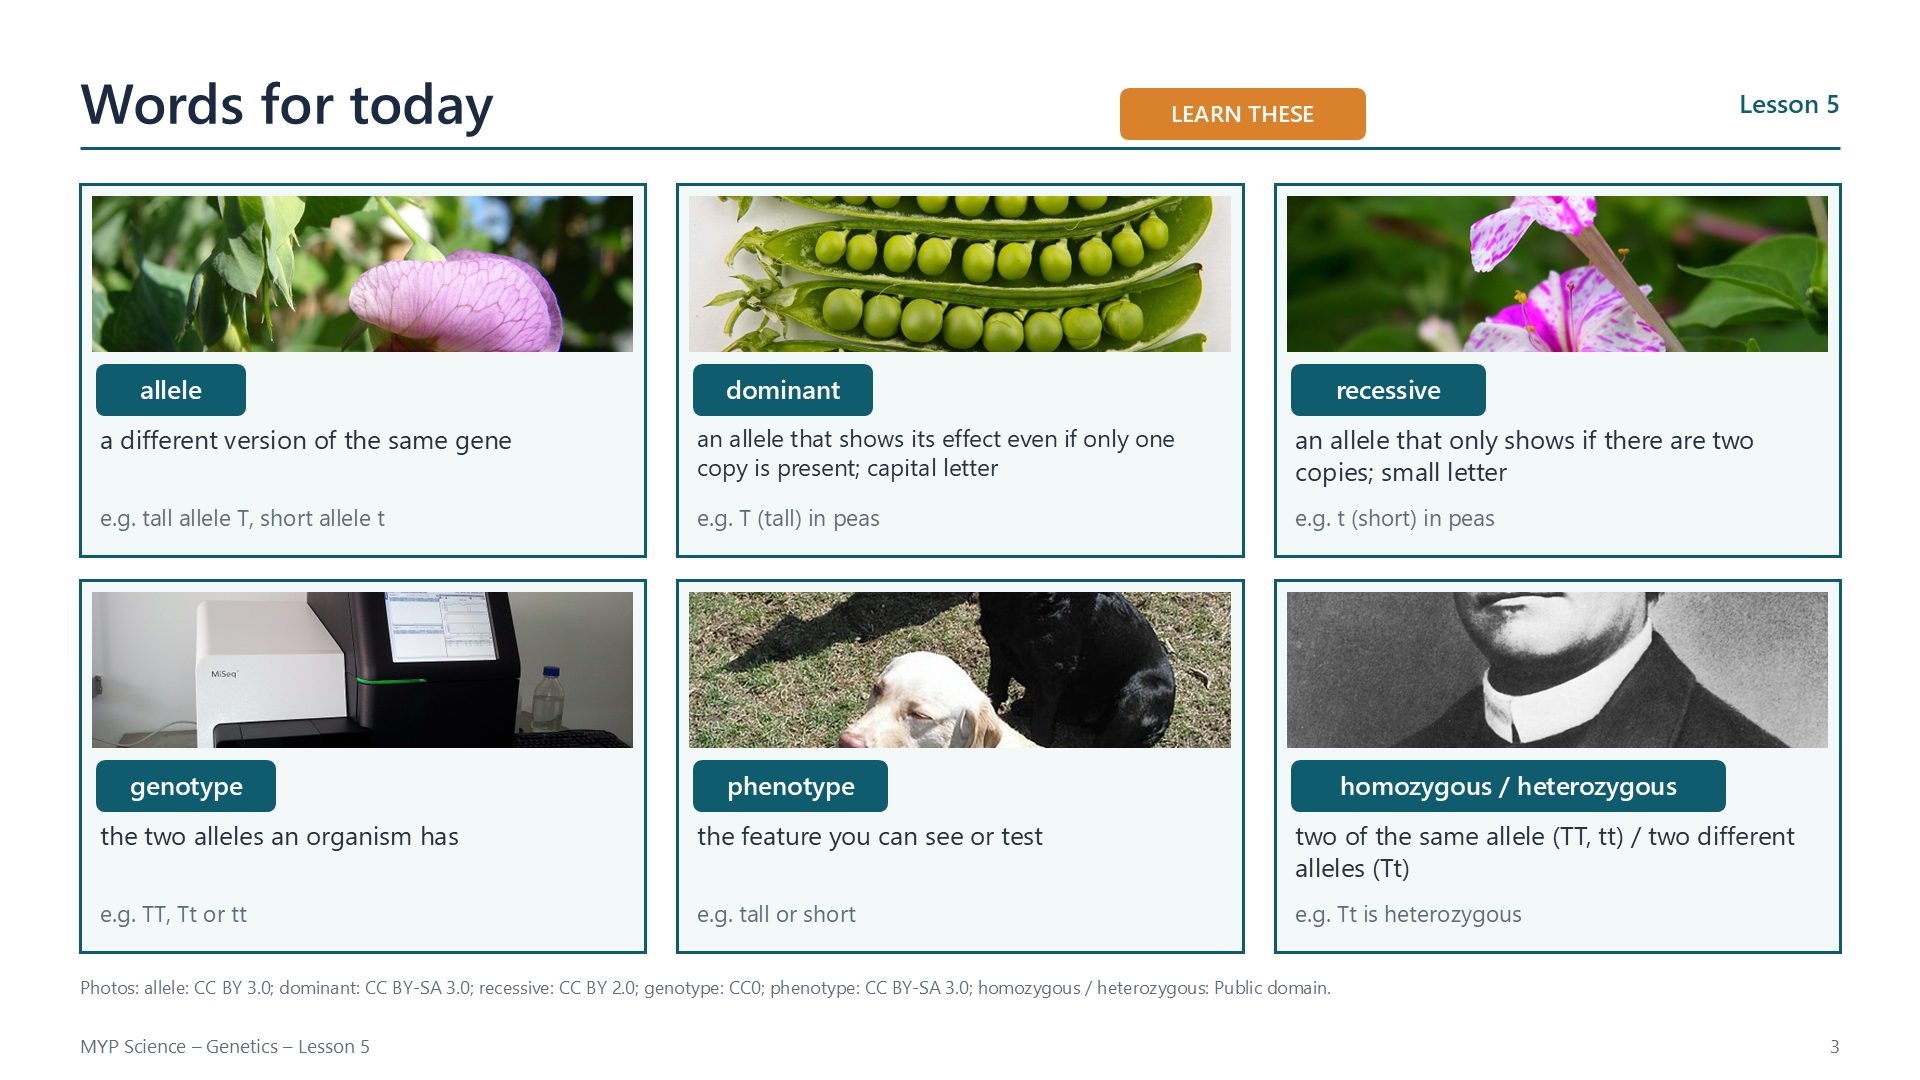 Words for today
LEARN THESE
Lesson 5
allele
a different version of the same gene
e.g. tall allele T, short allele t
dominant
an allele that shows its effect even if only one
copy is present; capital letter
e.g. T (tall) in peas
recessive
an allele that only shows if there are two
copies; small letter
e.g. t (short) in peas
MiSeq
genotype
the two alleles an organism has
e.g. TT, Tt or tt
phenotype
the feature you can see or test
e.g. tall or short
homozygous / heterozygous
two of the same allele (TT, tt) / two different
alleles (Tt)
e.g. Tt is heterozygous
Photos: allele: CC BY 3.0; dominant: CC BY-SA 3.0; recessive: CC BY 2.0; genotype: CC0; phenotype: CC BY-SA 3.0; homozygous / heterozygous: Public domain.
MYP Science – Genetics – Lesson 5
3